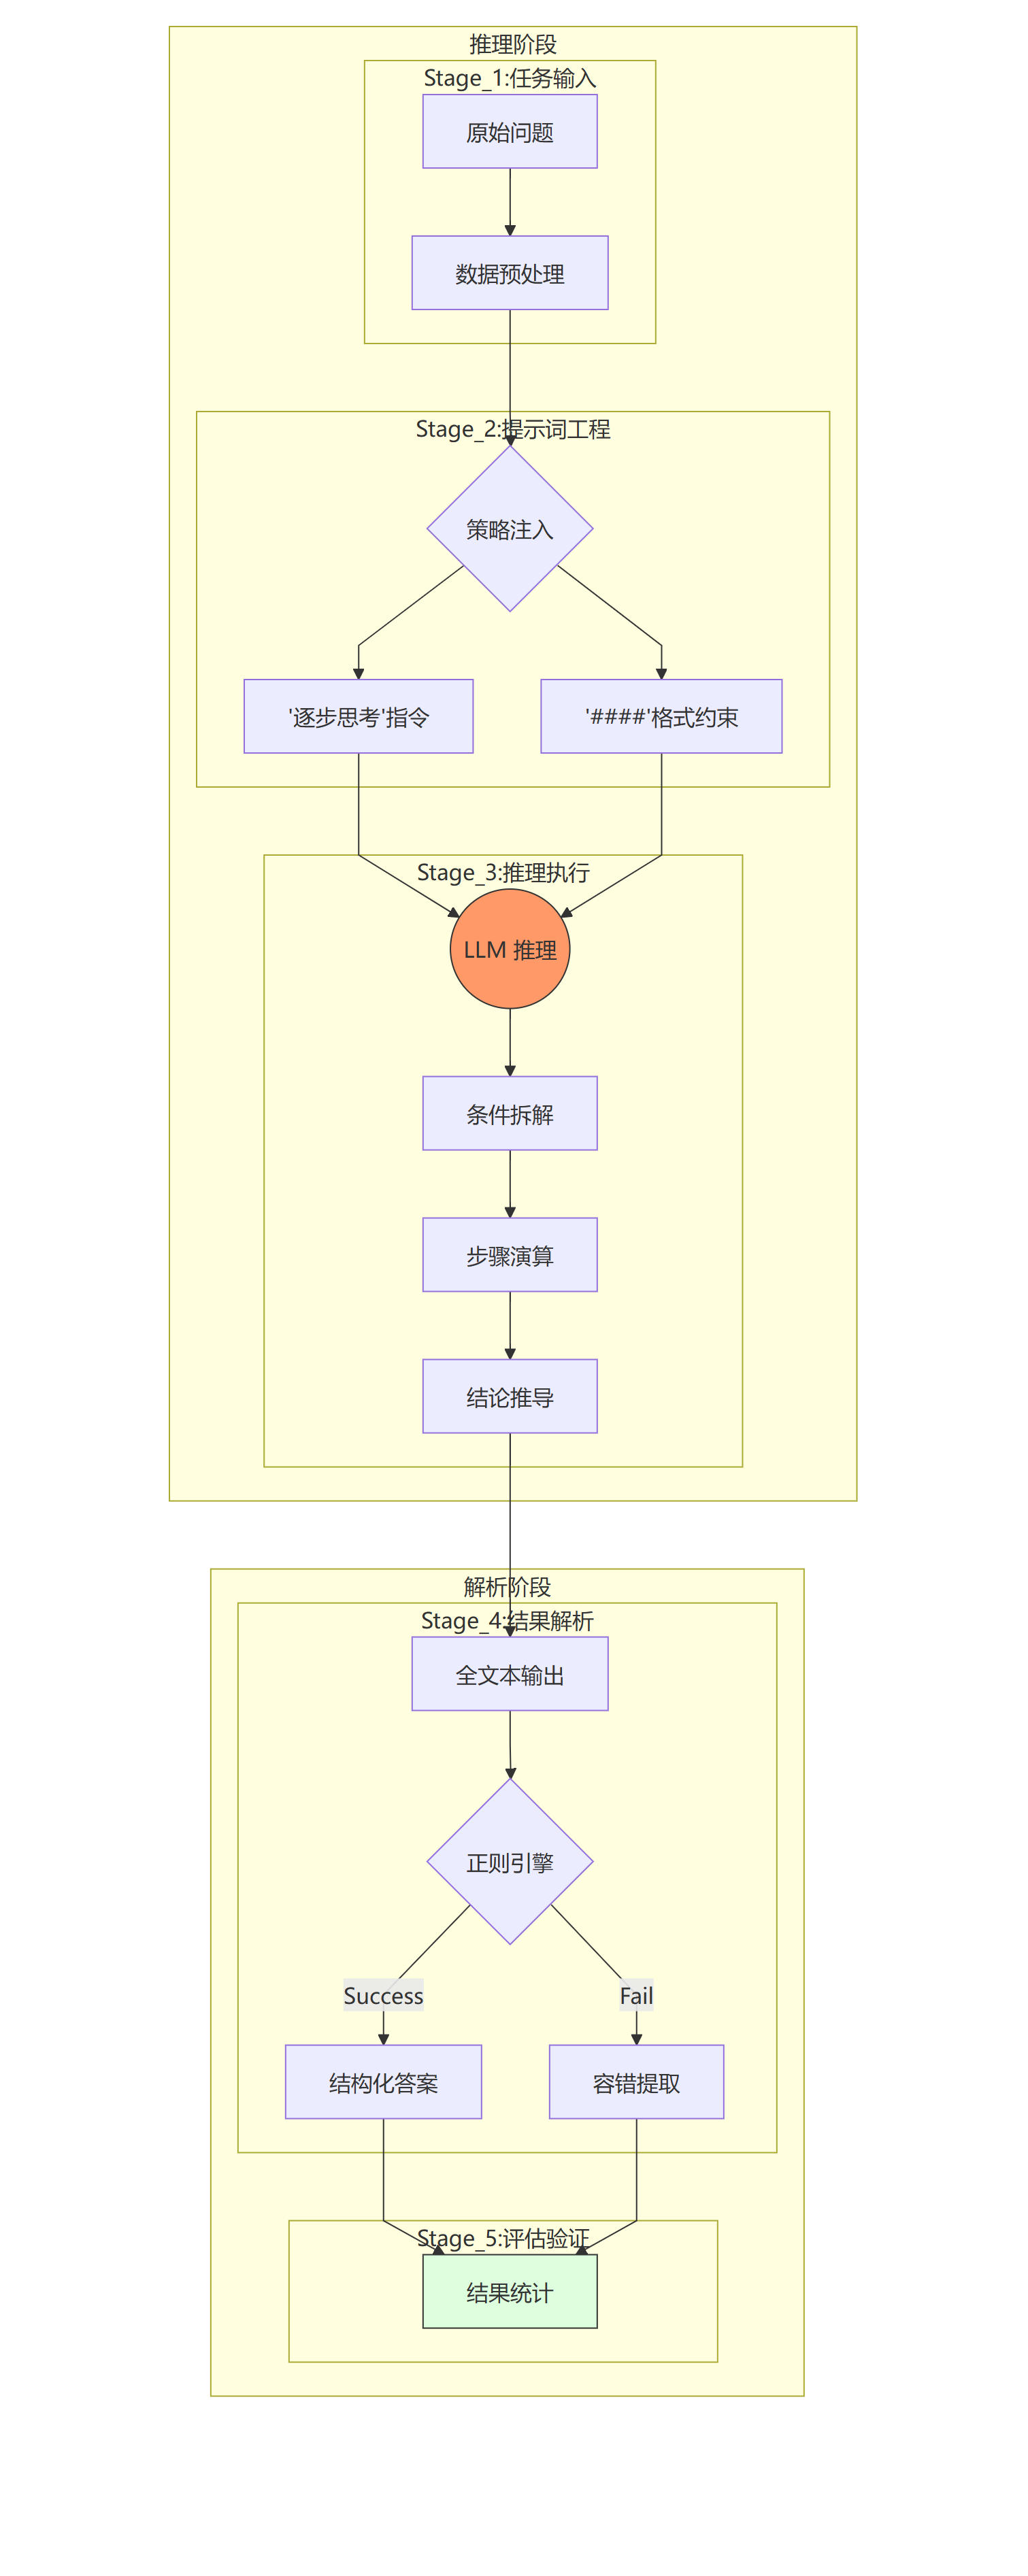 推理阶段
Stage_1:任务输入
原始问题
数据预处理
Stage_2:提示词工程
策略注入
'逐步思考'指令
'####'格式约束
Stage_3:推理执行
LLM 推理
条件拆解
步骤演算
结论推导
解析阶段
Stage_4:结果解析
全文本输出
正则引擎
Success
Fail
结构化答案
容错提取
Stage_5:评估验证
结果统计